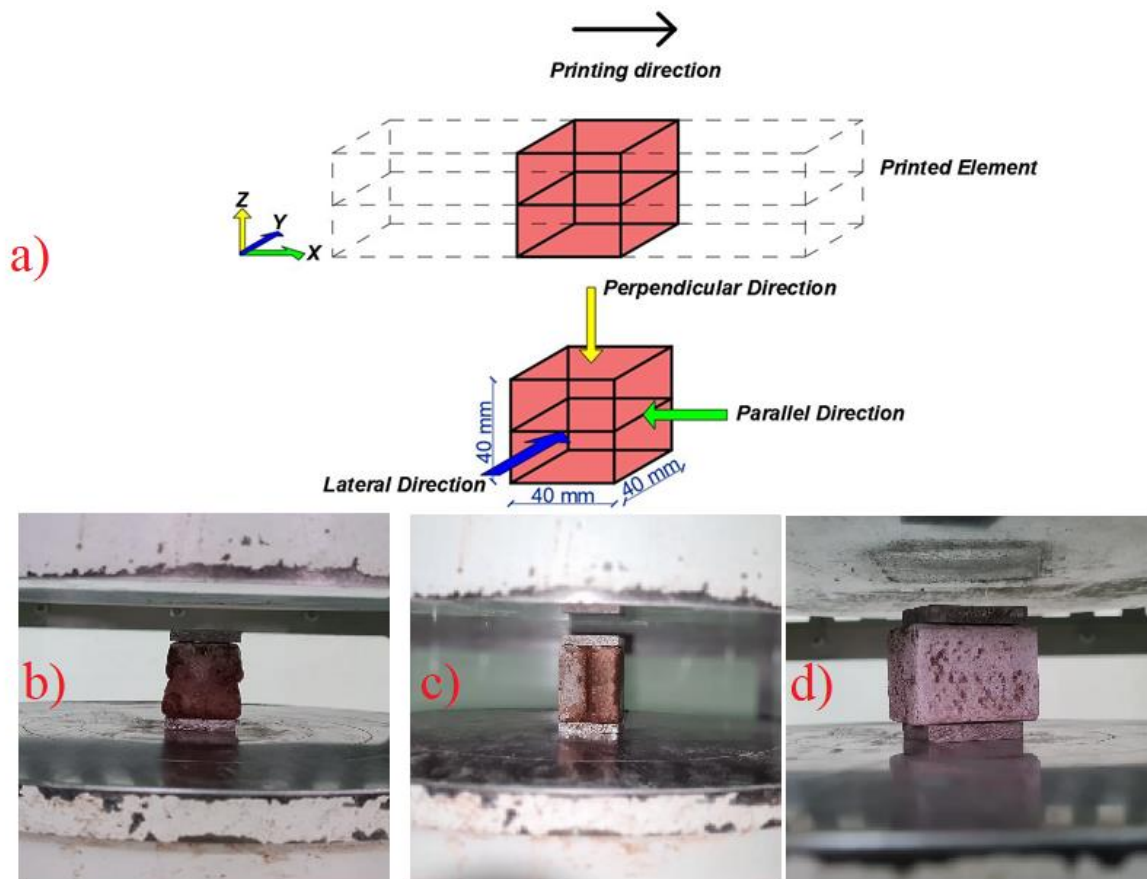 Printing direction
Printed Element
Z
Y
X
a)
Perpendicular Direction
Parallel Direction
40 mm
Lateral Direction
40 mm
40 mm
b)
c)
d)